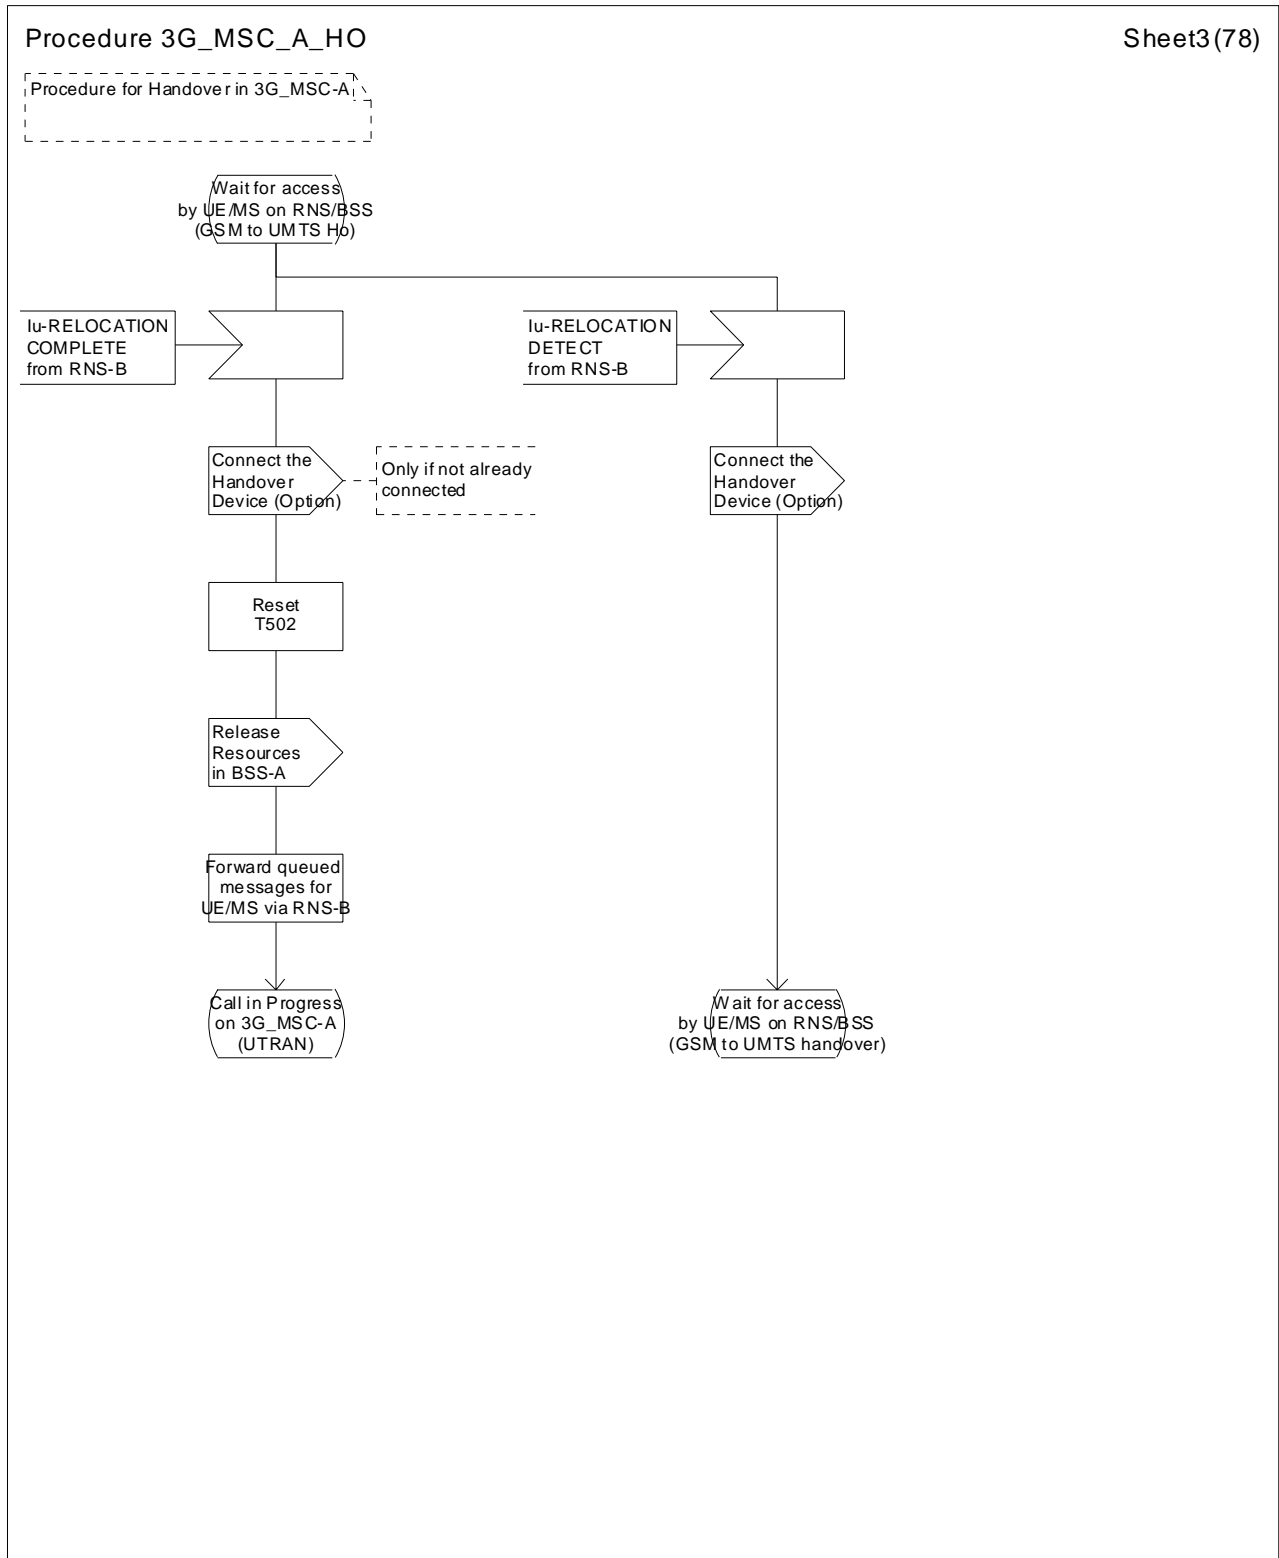 Procedure 3G_MSC_A_HO
Sheet3(78)
Procedure for Handover in 3G_MSC-A
Wait for access
by UE/MS on RNS/BSS
(GSM to UMTS Ho)
Iu-RELOCATION
COMPLETE
from RNS-B
Iu-RELOCATION
DETECT
from RNS-B
Connect the
Handover
Device (Option)
Only if not already
connected
Connect the
Handover
Device (Option)
Reset
T502
Release
Resources
in BSS-A
Forward queued
messages for
UE/MS via RNS-B
Call in Progress
on 3G_MSC-A
(UTRAN)
Wait for access
by UE/MS on RNS/BSS
(GSM to UMTS handover)